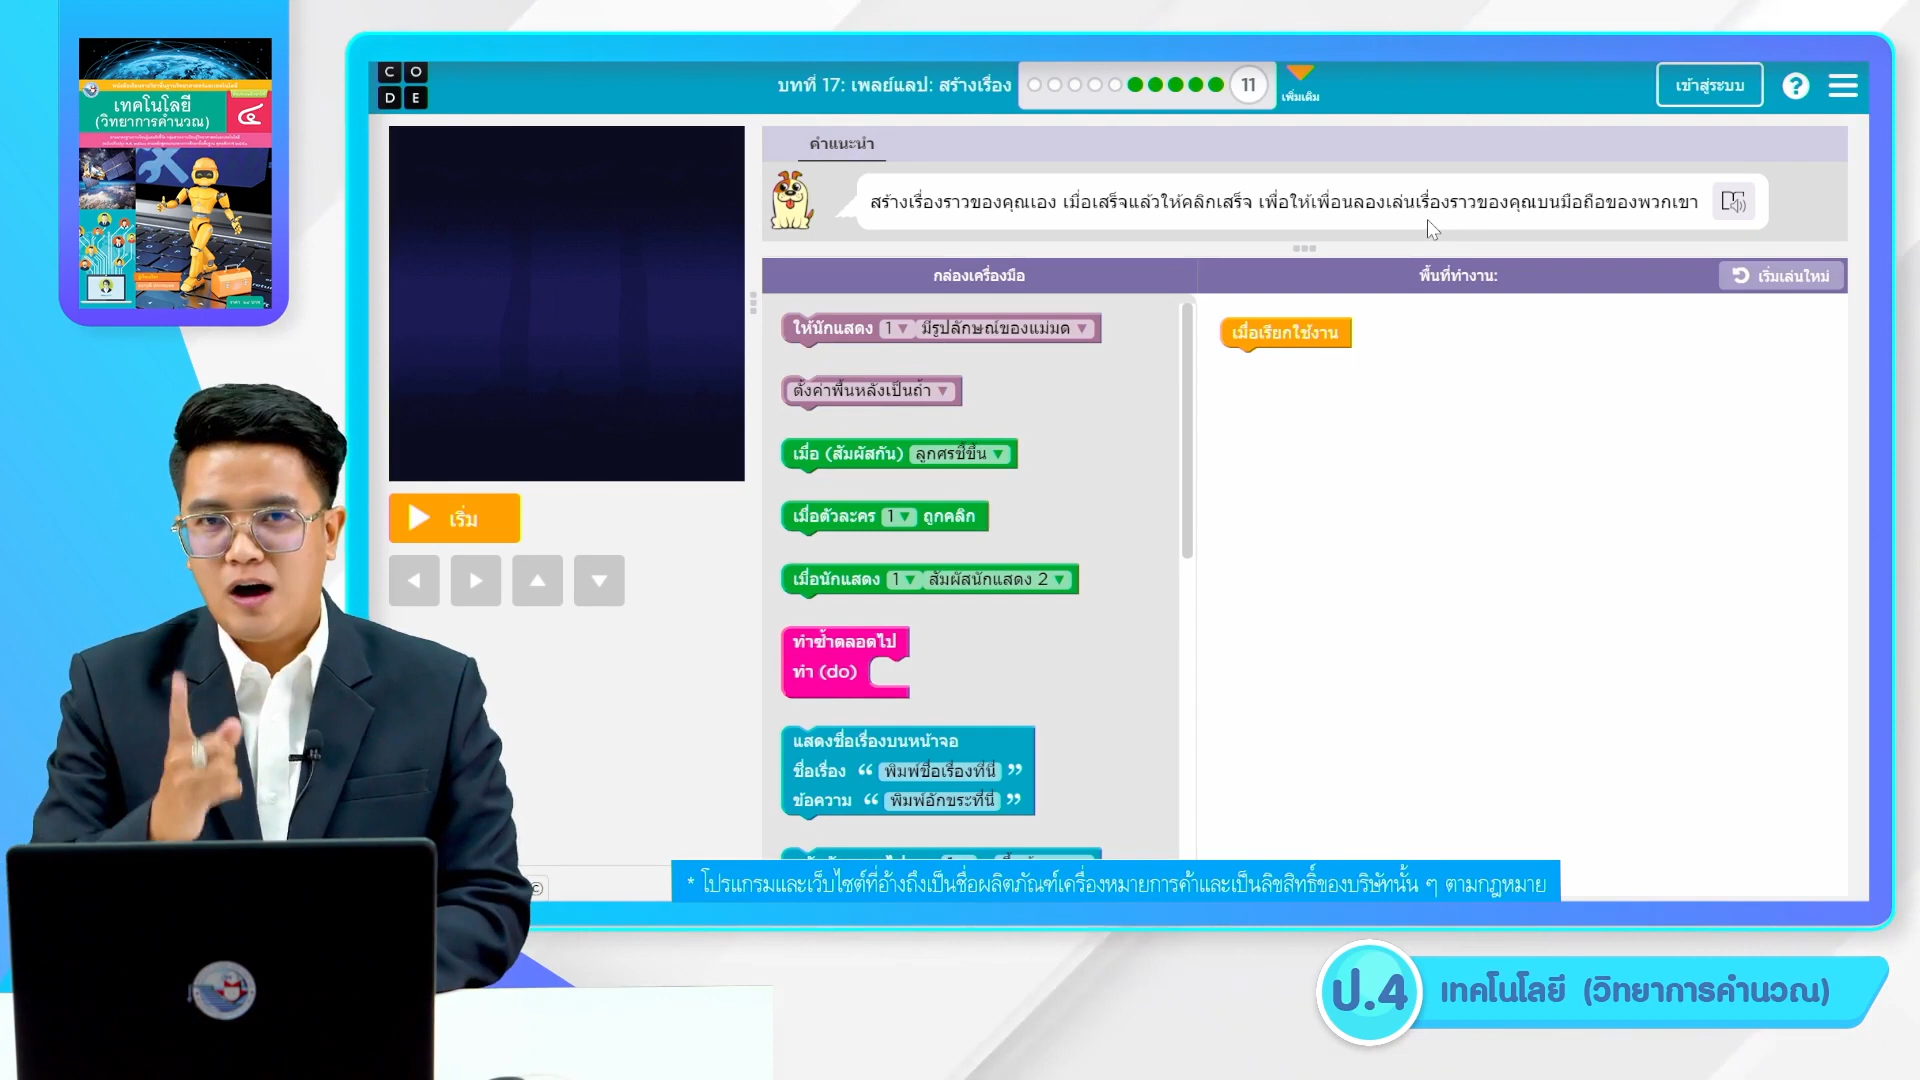 เทคโนโลยี
(วิทยาการคำนวณ)
๔
C O
D E
บทที่ 17: เพลย์แลป: สร้างเรื่อง
11
เพิ่มเติม
เข้าสู่ระบบ
?
คำแนะนำ
สร้างเรื่องราวของคุณเอง เมื่อเสร็จแล้วให้คลิกเสร็จ เพื่อให้เพื่อนลองเล่นเรื่องราวของคุณบนมือถือของพวกเขา
กล่องเครื่องมือ
พื้นที่ทำงาน:
เริ่มเล่นใหม่
ให้นักแสดง 1 มีรูปลักษณ์ของแม่มด
เมื่อเรียกใช้งาน
ตั้งค่าพื้นหลังเป็นถ้ำ
เมื่อ (สัมผัสกัน) ลูกศรชี้ขึ้น
เมื่อตัวละคร 1 ถูกคลิก
เริ่ม
เมื่อนักแสดง 1 สัมผัสนักแสดง 2
ทำซ้ำตลอดไป
ทำ (do)
แสดงชื่อเรื่องบนหน้าจอ
ชื่อเรื่อง “ พิมพ์ชื่อเรื่องที่นี่ ”
ข้อความ “ พิมพ์อักขระที่นี่ ”
* โปรแกรมและเว็บไซต์ที่อ้างถึงเป็นชื่อผลิตภัณฑ์เครื่องหมายการค้าและเป็นลิขสิทธิ์ของบริษัทนั้น ๆ ตามกฎหมาย
ป.4 เทคโนโลยี (วิทยาการคำนวณ)